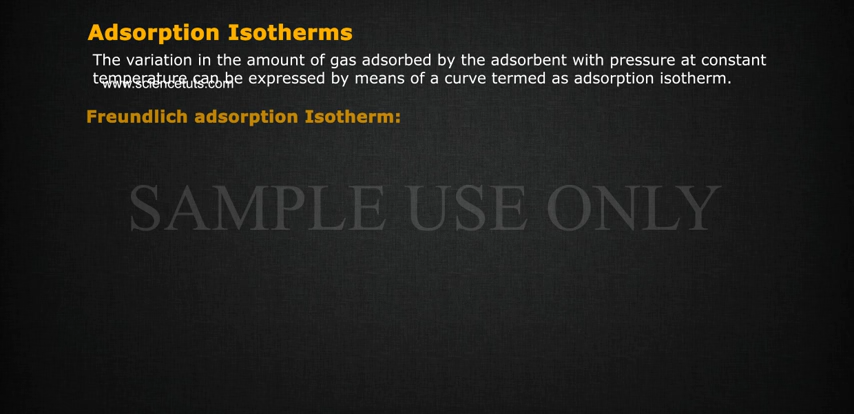 Adsorption Isotherms
The variation in the amount of gas adsorbed by the adsorbent with pressure at constant
temperature can be expressed by means of a curve termed as adsorption isotherm.
www.sciencetuts.com
Freundlich adsorption Isotherm:
SAMPLE USE ONLY